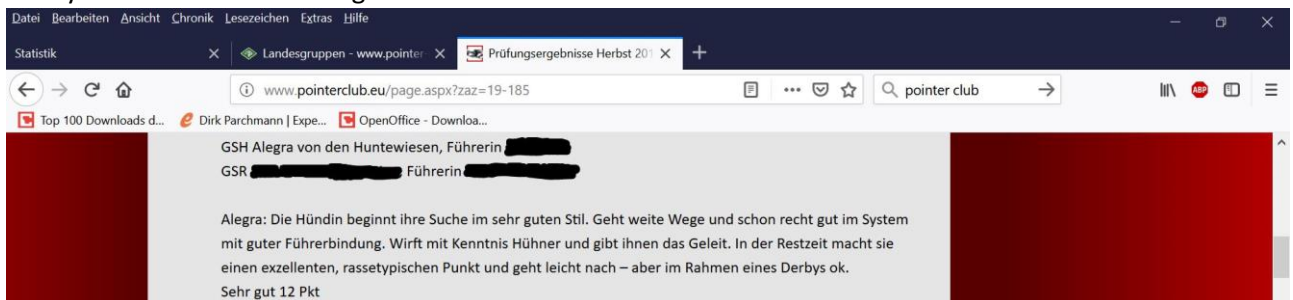 Datei Bearbeiten Ansicht Chronik Lesezeichen Extras Hilfe
Statistik Landesgruppen - www.pointer- Prüfungsergebnisse Herbst 201
www.pointerclub.eu/page.aspx?zaz=19-185 pointer club ABP
Top 100 Downloads d... Dirk Parchmann | Expe... OpenOffice - Downloa...
GSH Alegra von den Huntewiesen, Führerin
GSR Führerin
Alegra: Die Hündin beginnt ihre Suche im sehr guten Stil. Geht weite Wege und schon recht gut im System
mit guter Führerbindung. Wirft mit Kenntnis Hühner und gibt ihnen das Geleit. In der Restzeit macht sie
einen exzellenten, rassetypischen Punkt und geht leicht nach – aber im Rahmen eines Derbys ok.
Sehr gut 12 Pkt